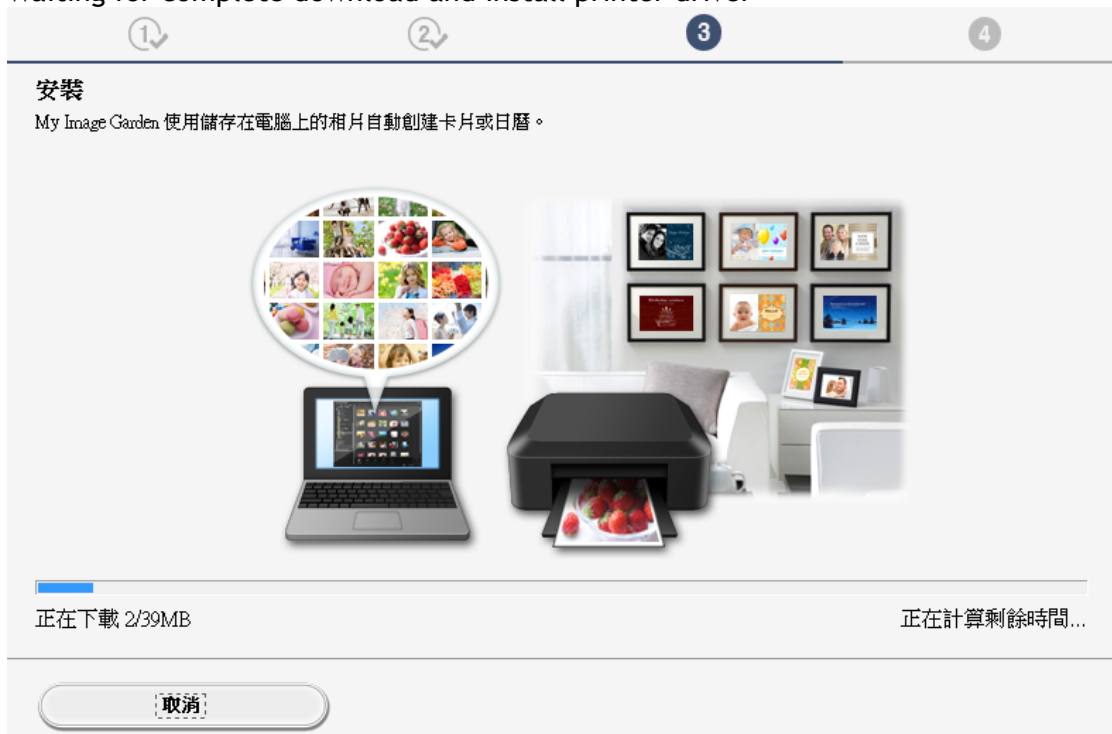 waiting for complete download and install printer driver
1
2
3
4
安裝
My Image Garden 使用儲存在電腦上的相片自動創建卡片或日曆。
正在下載 2/39MB
正在計算剩餘時間...
取消